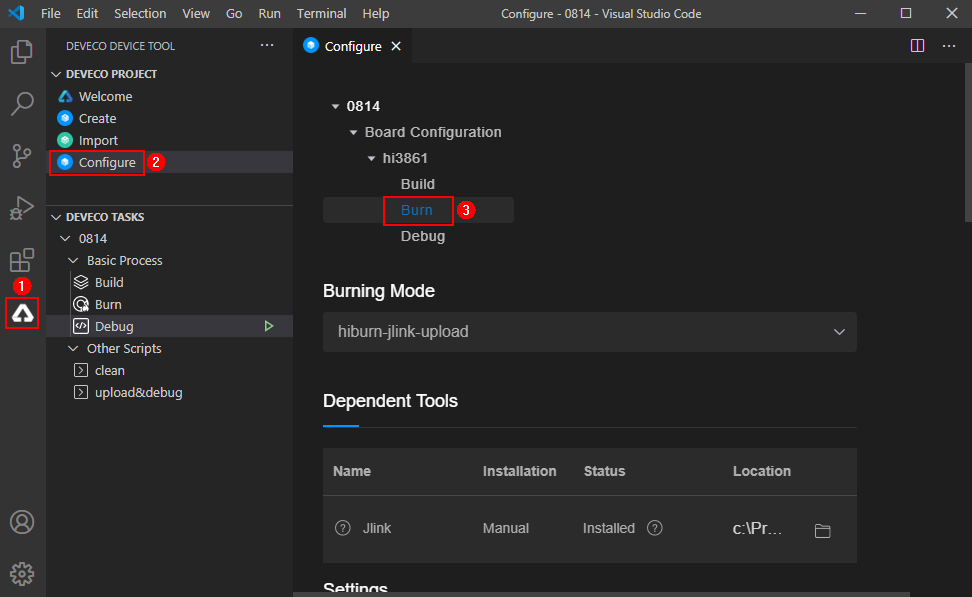 File Edit Selection View Go Run Terminal Help Configure - 0814 - Visual Studio Code
DEVECO DEVICE TOOL
Configure
DEVECO PROJECT
Welcome
Create
Import
Configure 2
DEVECO TASKS
0814
Basic Process
Build
Burn
Debug
Other Scripts
clean
upload&debug
1
0814
Board Configuration
hi3861
Build
Burn 3
Debug
Burning Mode
hiburn-jlink-upload
Dependent Tools
Name Installation Status Location
? Jlink Manual Installed ? c:\Pr...
Settings